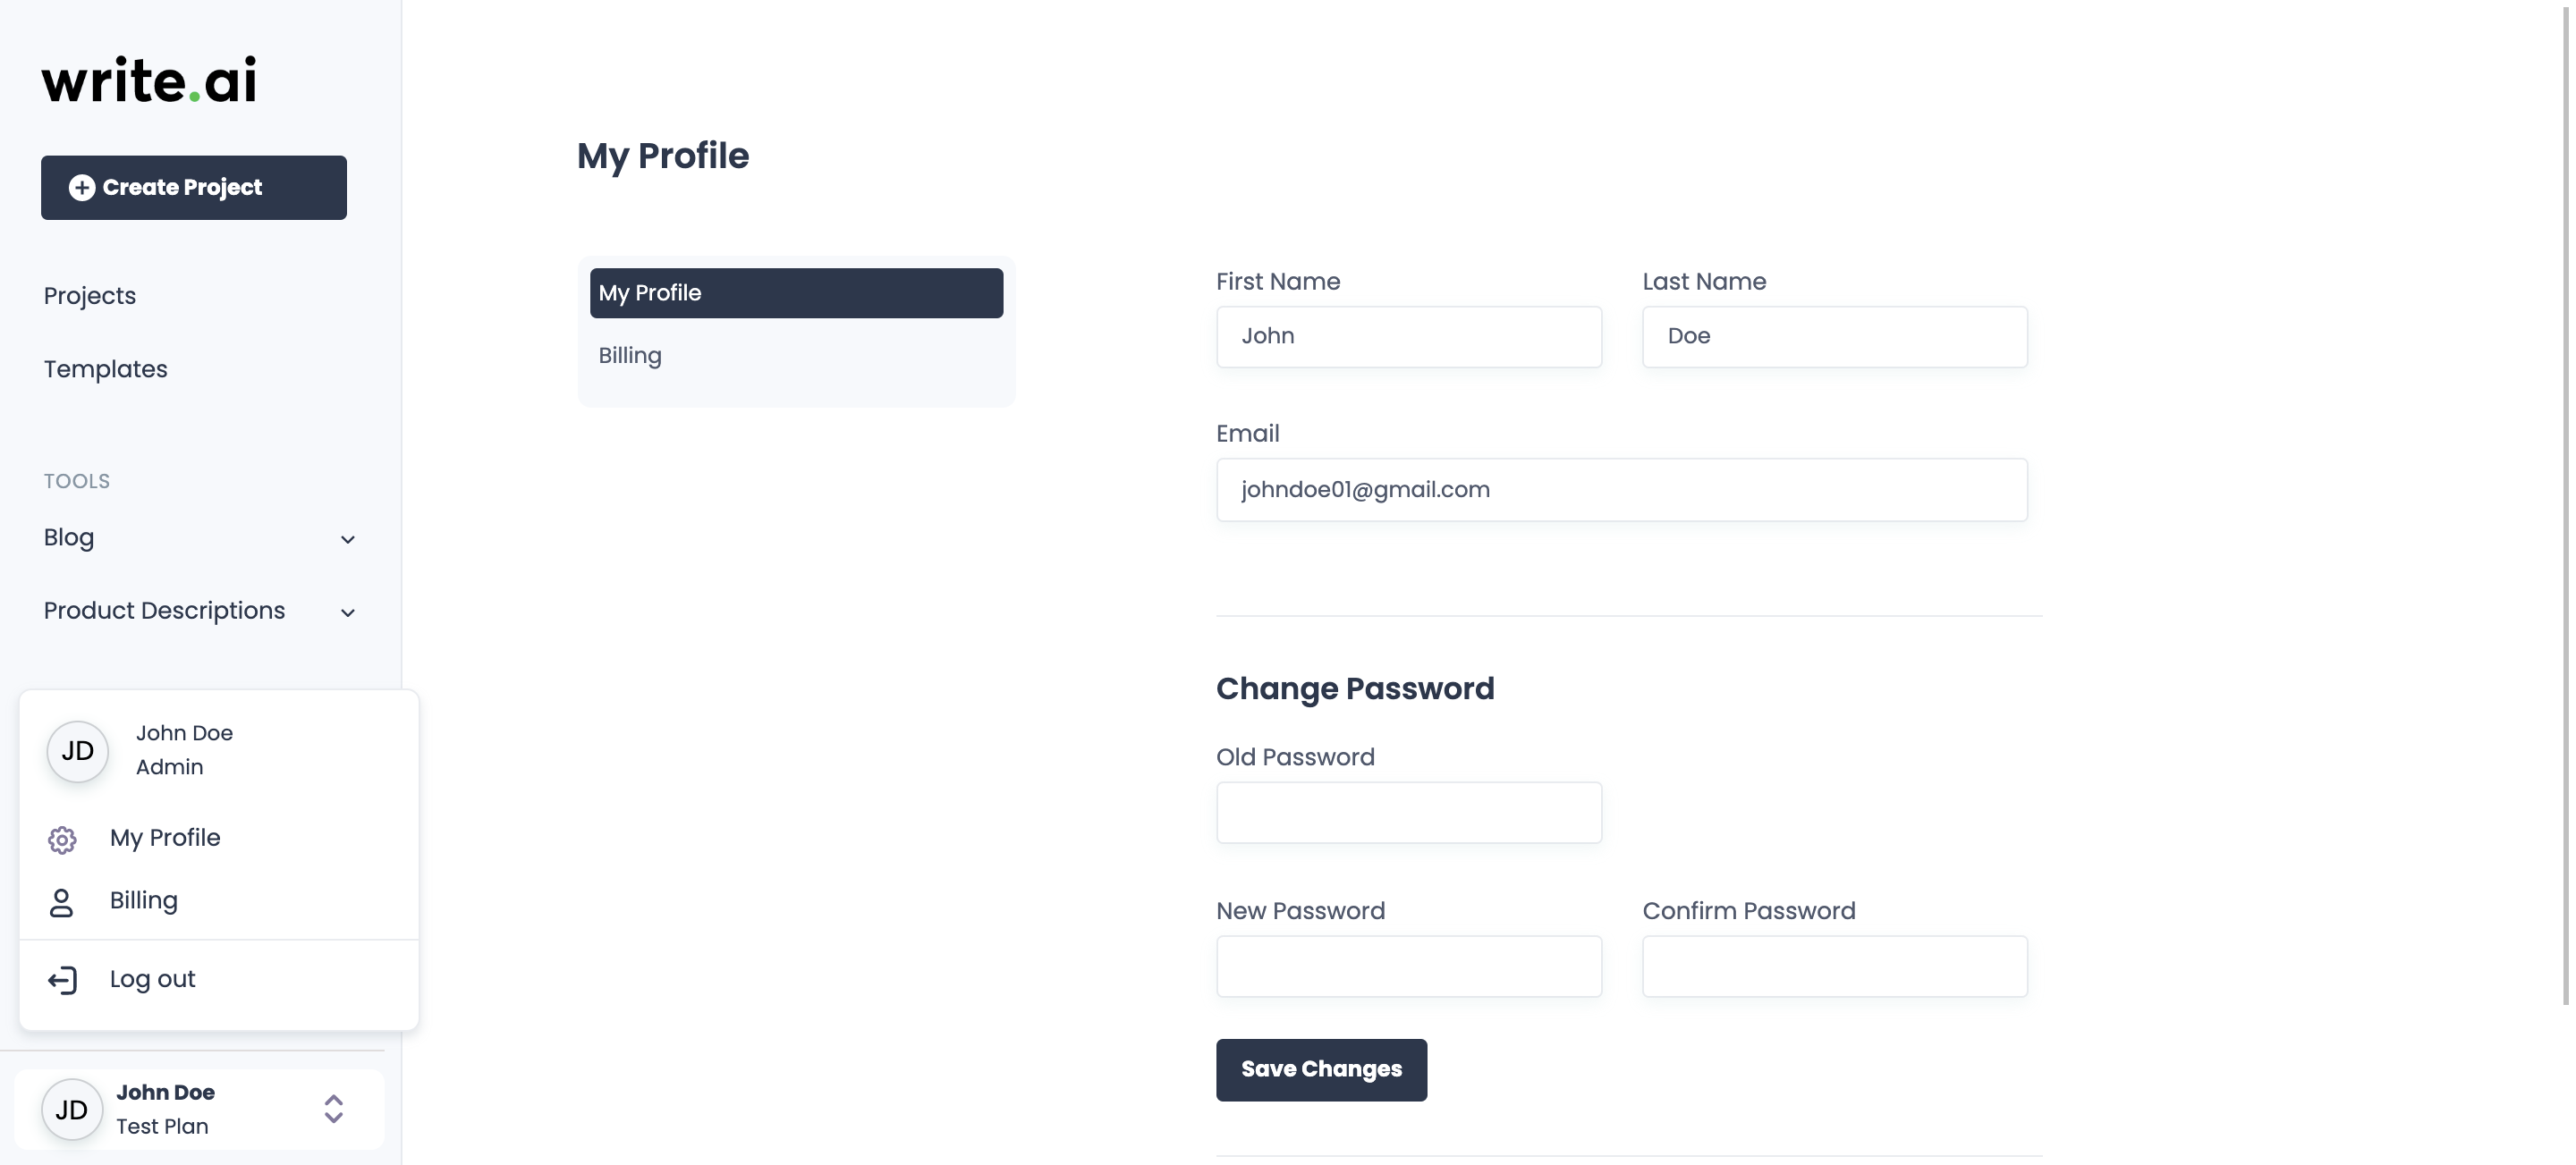 write.ai
Create Project
Projects
Templates
TOOLS
Blog
Product Descriptions
JD
John Doe
Admin
My Profile
Billing
Log out
JD
John Doe
Test Plan
My Profile
My Profile
Billing
First Name
Last Name
John
Doe
Email
johndoe01@gmail.com
Change Password
Old Password
New Password
Confirm Password
Save Changes